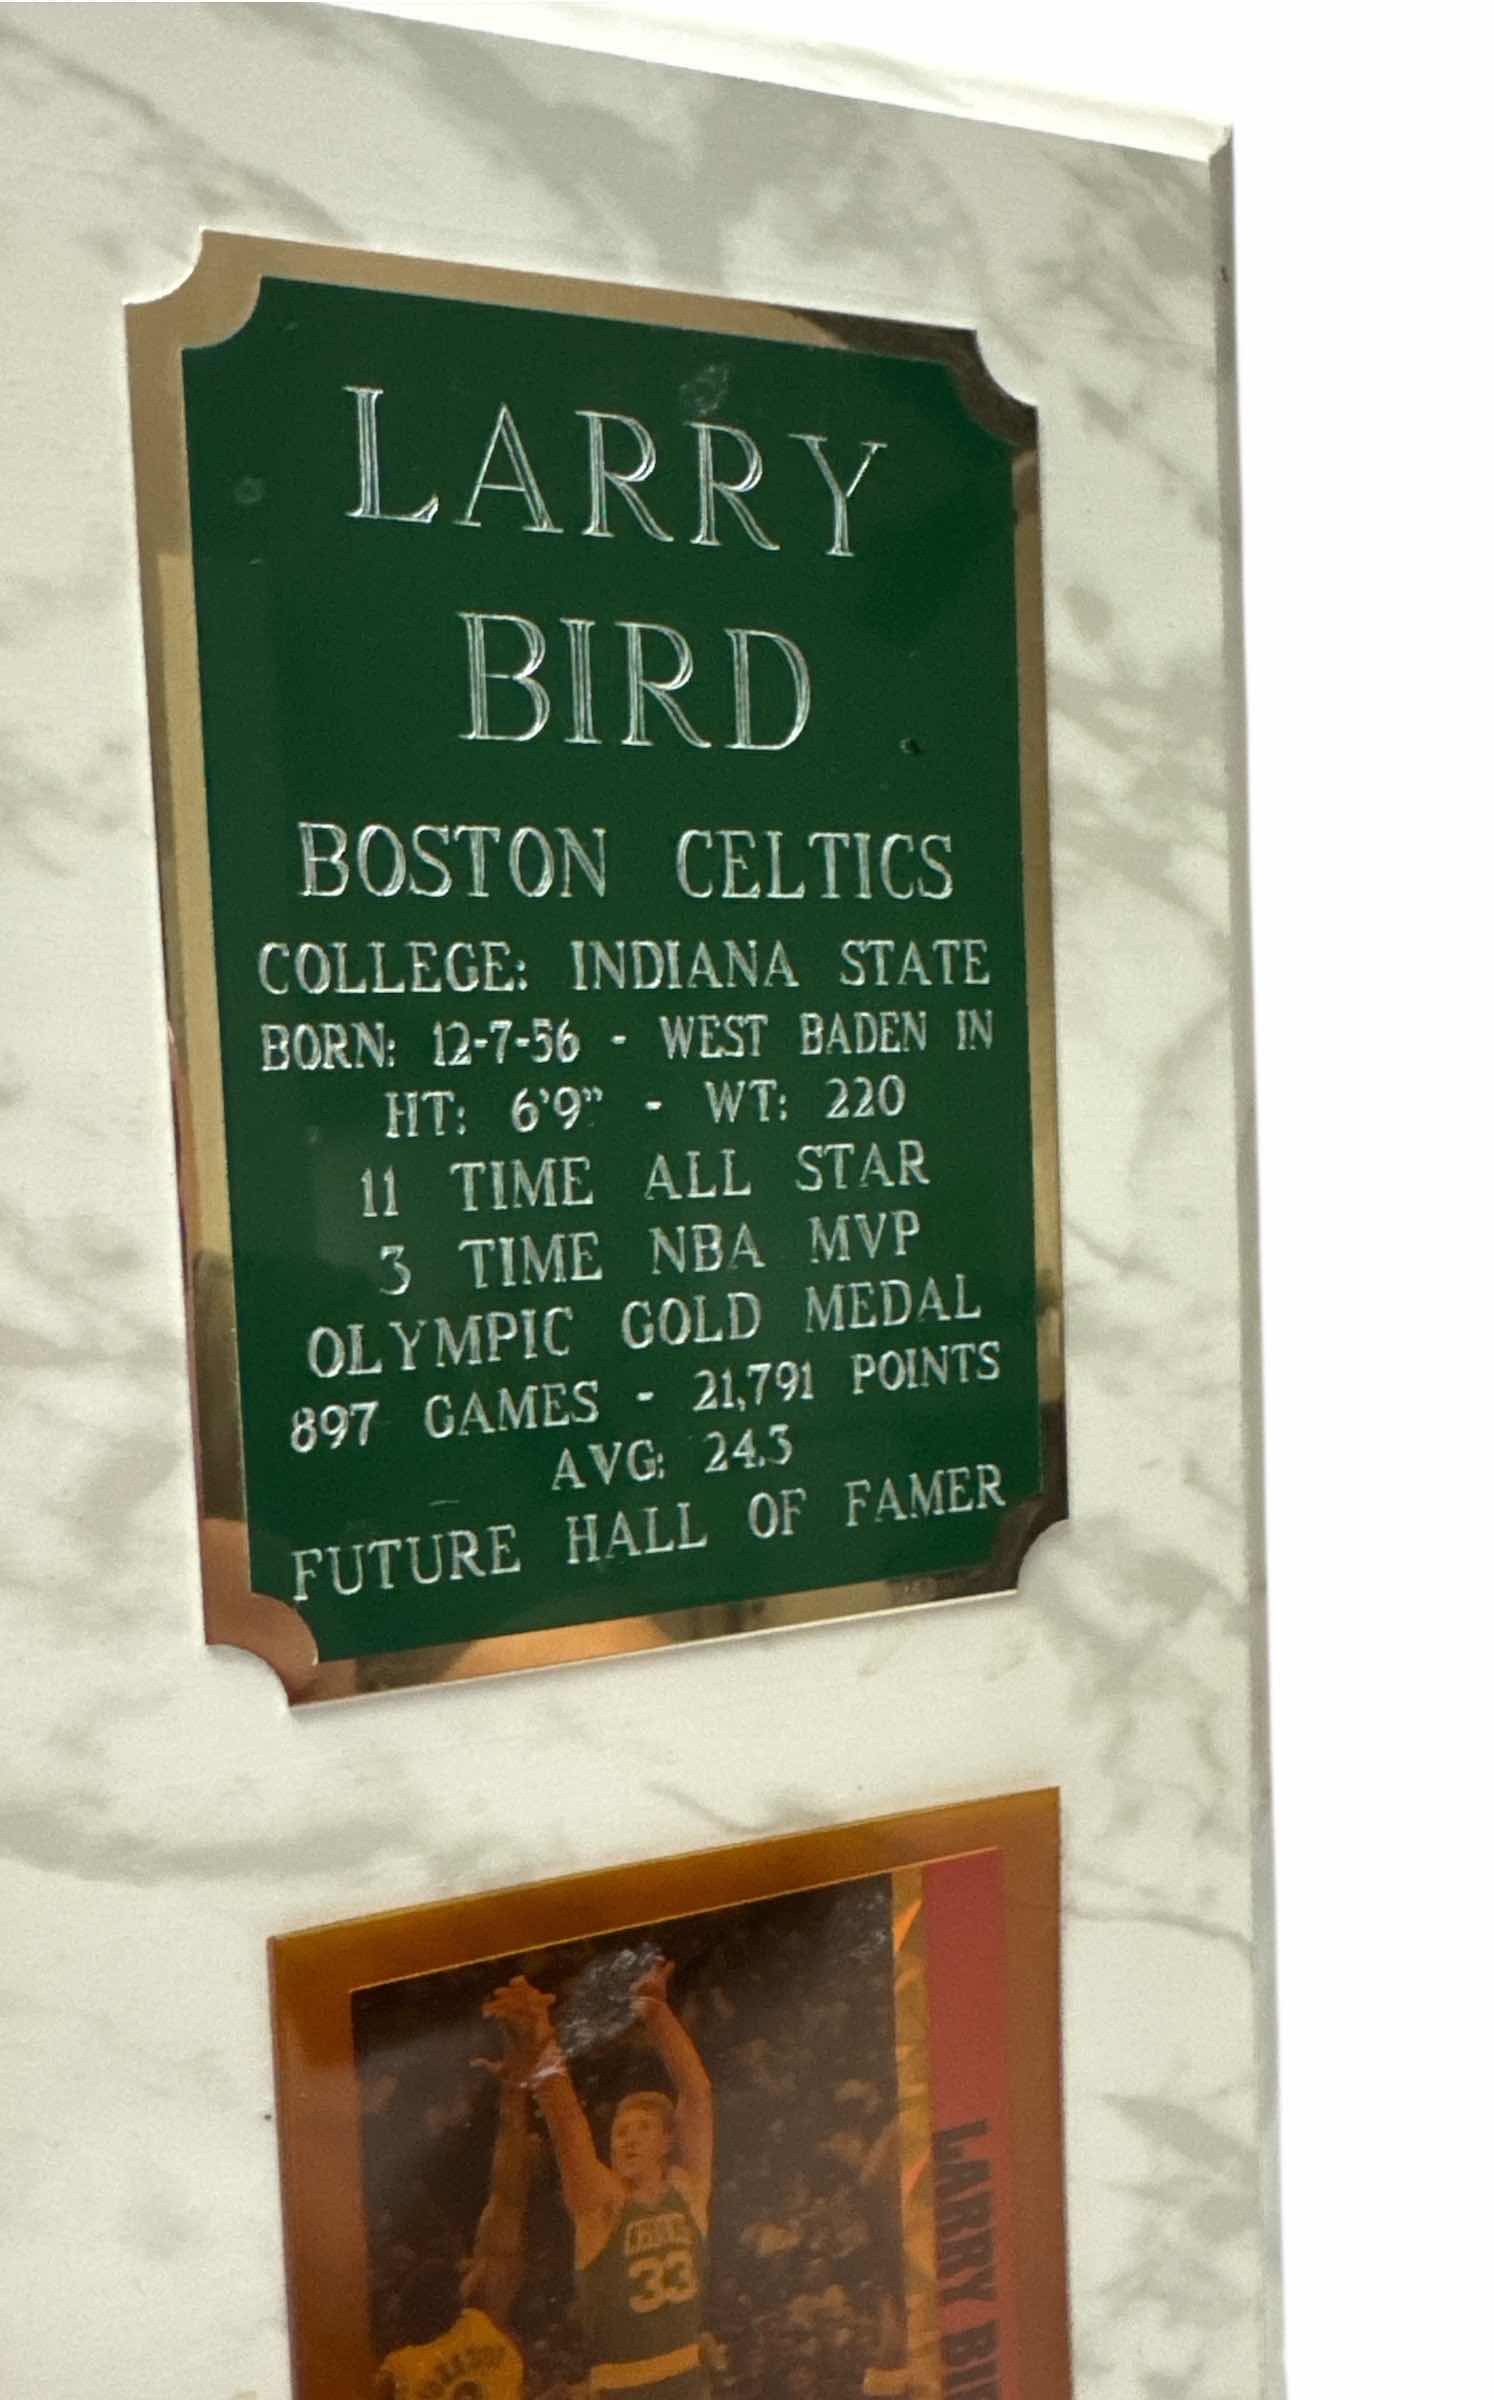 LARRY
BIRD
BOSTON CELTICS
COLLEGE: INDIANA STATE
BORN: 12-7-56 - WEST BADEN IN
HT: 6'9" - WT: 220
11 TIME ALL STAR
3 TIME NBA MVP
OLYMPIC GOLD MEDAL
897 GAMES - 21,791 POINTS
AVG: 24.3
FUTURE HALL OF FAMER
LARRY BI
33